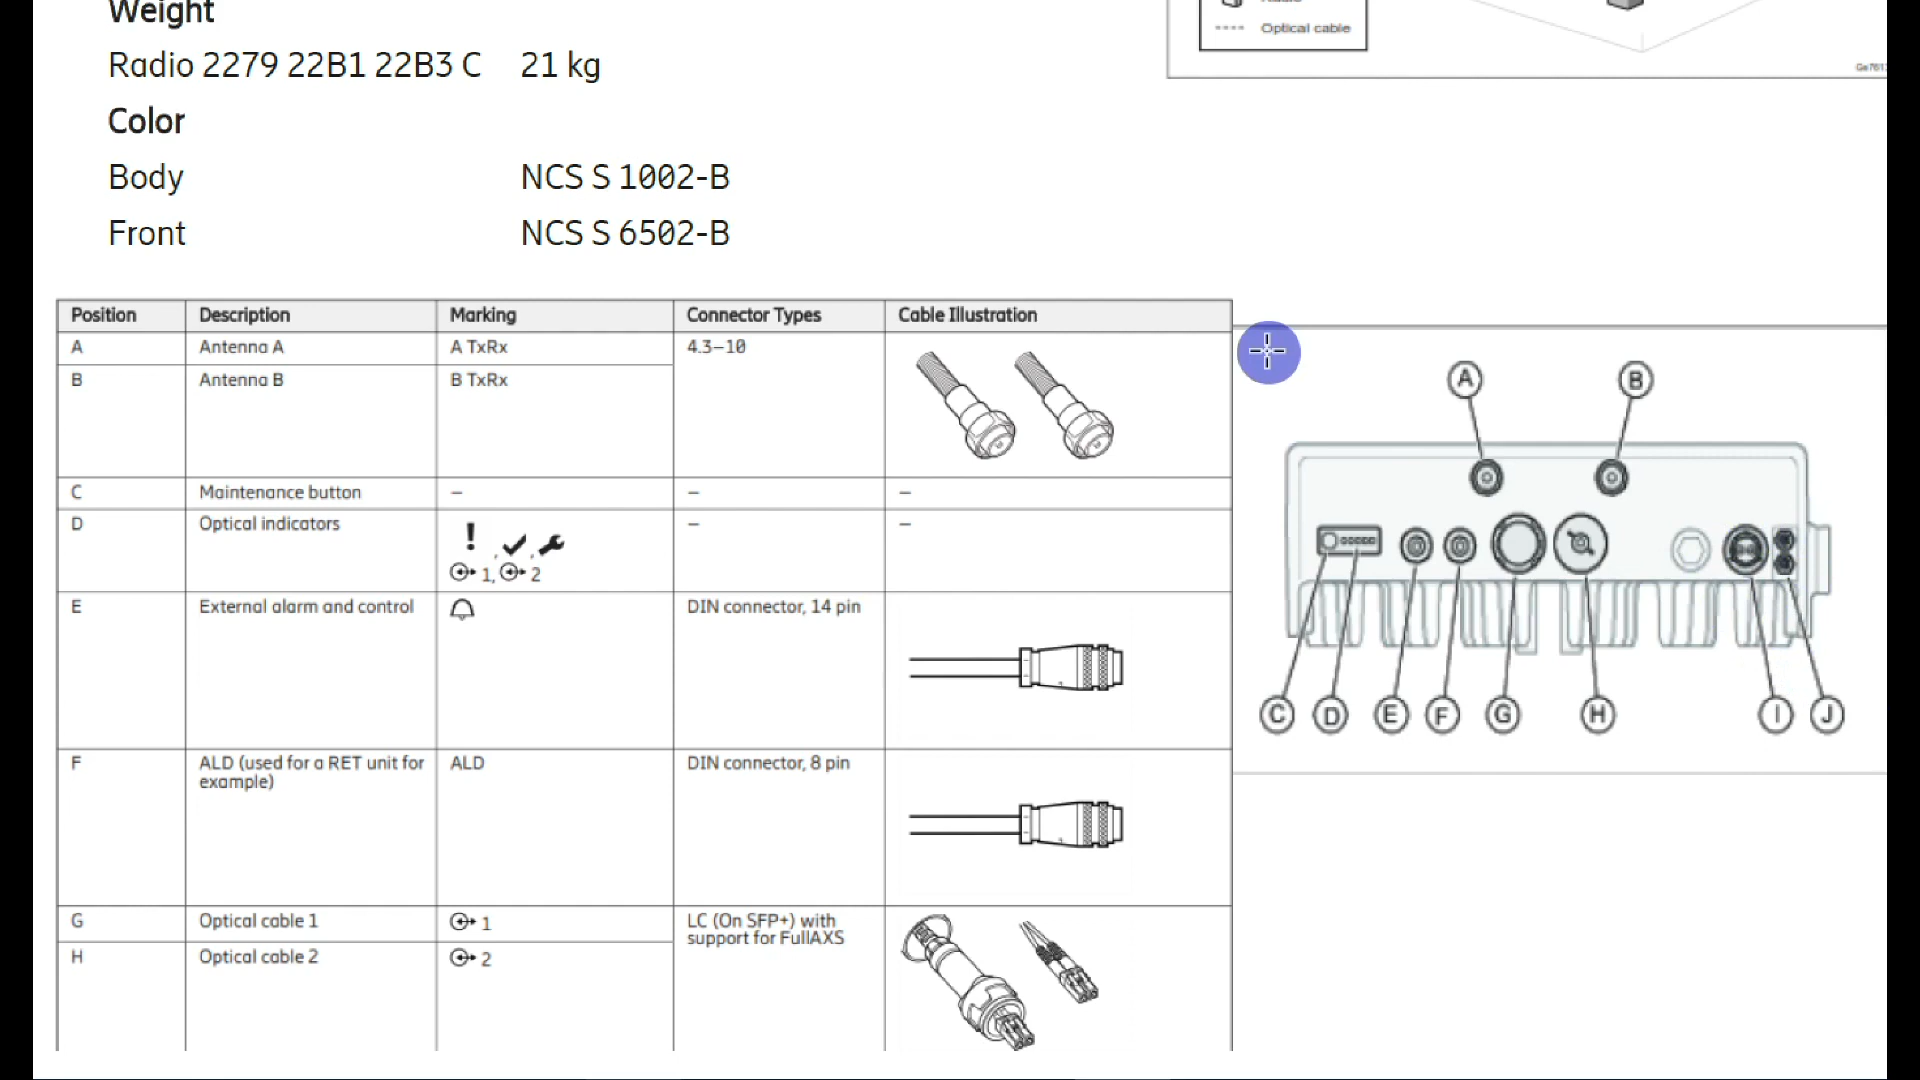 Weight
Optical cable
Radio 2279 22B1 22B3 C 21 kg
Color
Body NCS S 1002-B
Front NCS S 6502-B
Position Description Marking Connector Types Cable Illustration
A Antenna A A TxRx 4.3–10
B Antenna B B TxRx
C Maintenance button – – –
D Optical indicators – –
! , ,
1, 2
E External alarm and control DIN connector, 14 pin
F ALD (used for a RET unit for ALD DIN connector, 8 pin
example)
G Optical cable 1 1 LC (On SFP+) with
support for FullAXS
H Optical cable 2 2
A B
C D E F G H I J